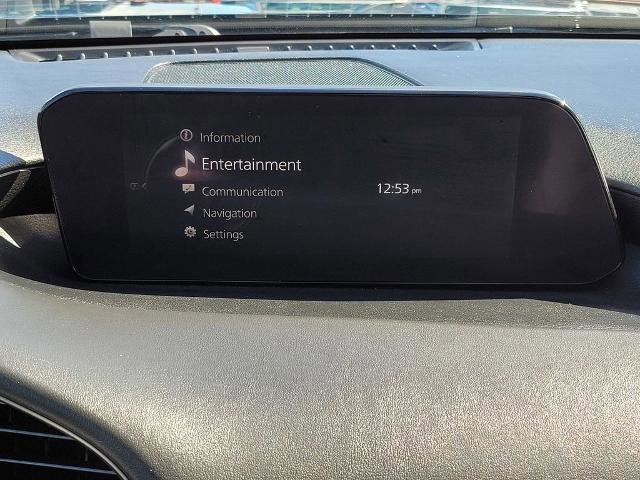 Information
Entertainment
Communication
12:53 pm
Navigation
Settings